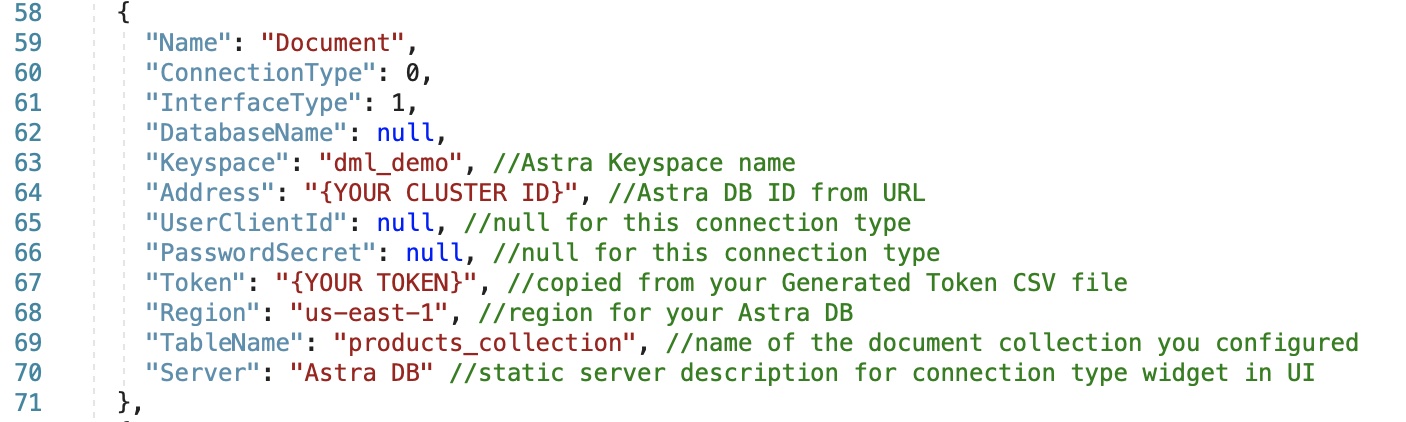 58 {
59 "Name": "Document",
60 "ConnectionType": 0,
61 "InterfaceType": 1,
62 "DatabaseName": null,
63 "Keyspace": "dml_demo", //Astra Keyspace name
64 "Address": "{YOUR CLUSTER ID}", //Astra DB ID from URL
65 "UserClientId": null, //null for this connection type
66 "PasswordSecret": null, //null for this connection type
67 "Token": "{YOUR TOKEN}", //copied from your Generated Token CSV file
68 "Region": "us-east-1", //region for your Astra DB
69 "TableName": "products_collection", //name of the document collection you configured
70 "Server": "Astra DB" //static server description for connection type widget in UI
71 },